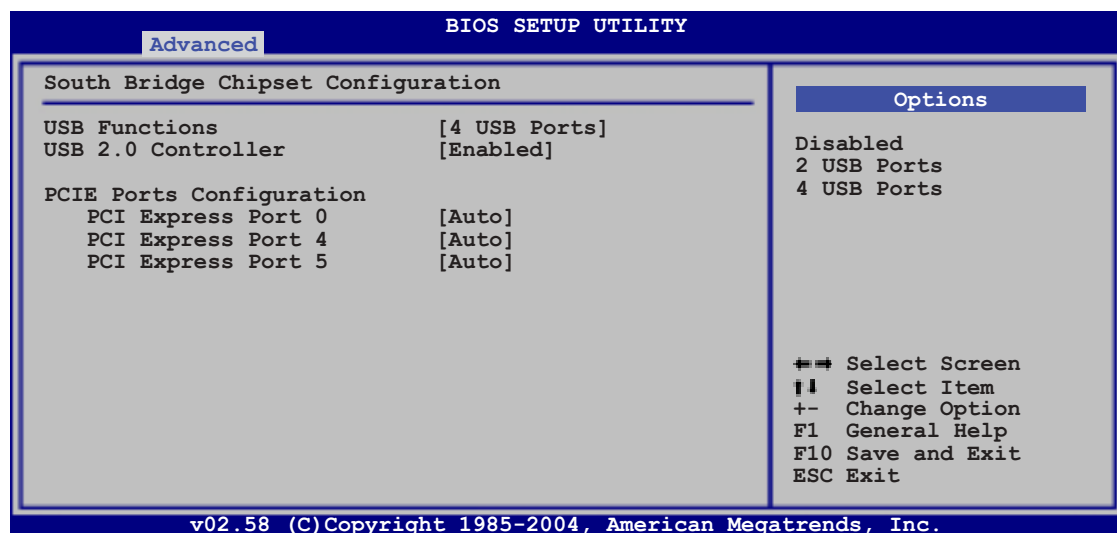 BIOS SETUP UTILITY
Advanced
South Bridge Chipset Configuration
USB Functions [4 USB Ports]
USB 2.0 Controller [Enabled]
PCIE Ports Configuration
PCI Express Port 0 [Auto]
PCI Express Port 4 [Auto]
PCI Express Port 5 [Auto]
Options
Disabled
2 USB Ports
4 USB Ports
←→ Select Screen
↑↓ Select Item
+- Change Option
F1 General Help
F10 Save and Exit
ESC Exit
v02.58 (C)Copyright 1985-2004, American Megatrends, Inc.